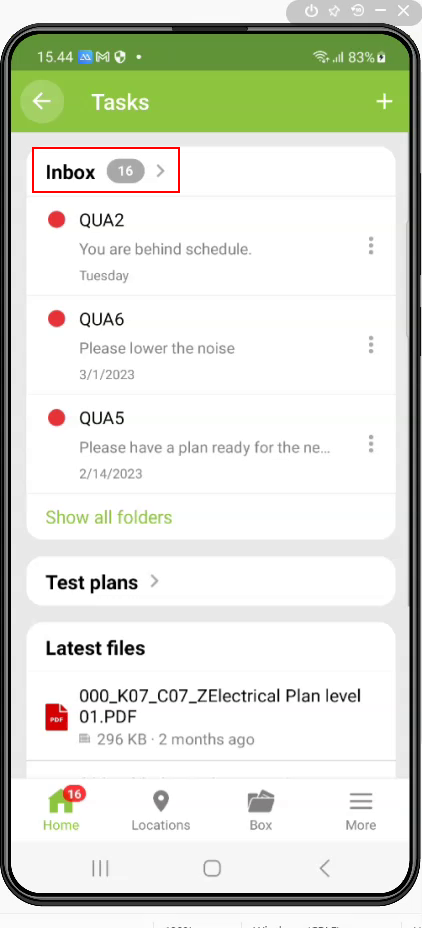 15.44
83%
Tasks
Inbox 16
QUA2
You are behind schedule.
Tuesday
QUA6
Please lower the noise
3/1/2023
QUA5
Please have a plan ready for the ne...
2/14/2023
Show all folders
Test plans
Latest files
000_K07_C07_ZElectrical Plan level
01.PDF
PDF
296 KB · 2 months ago
16
Home
Locations
Box
More